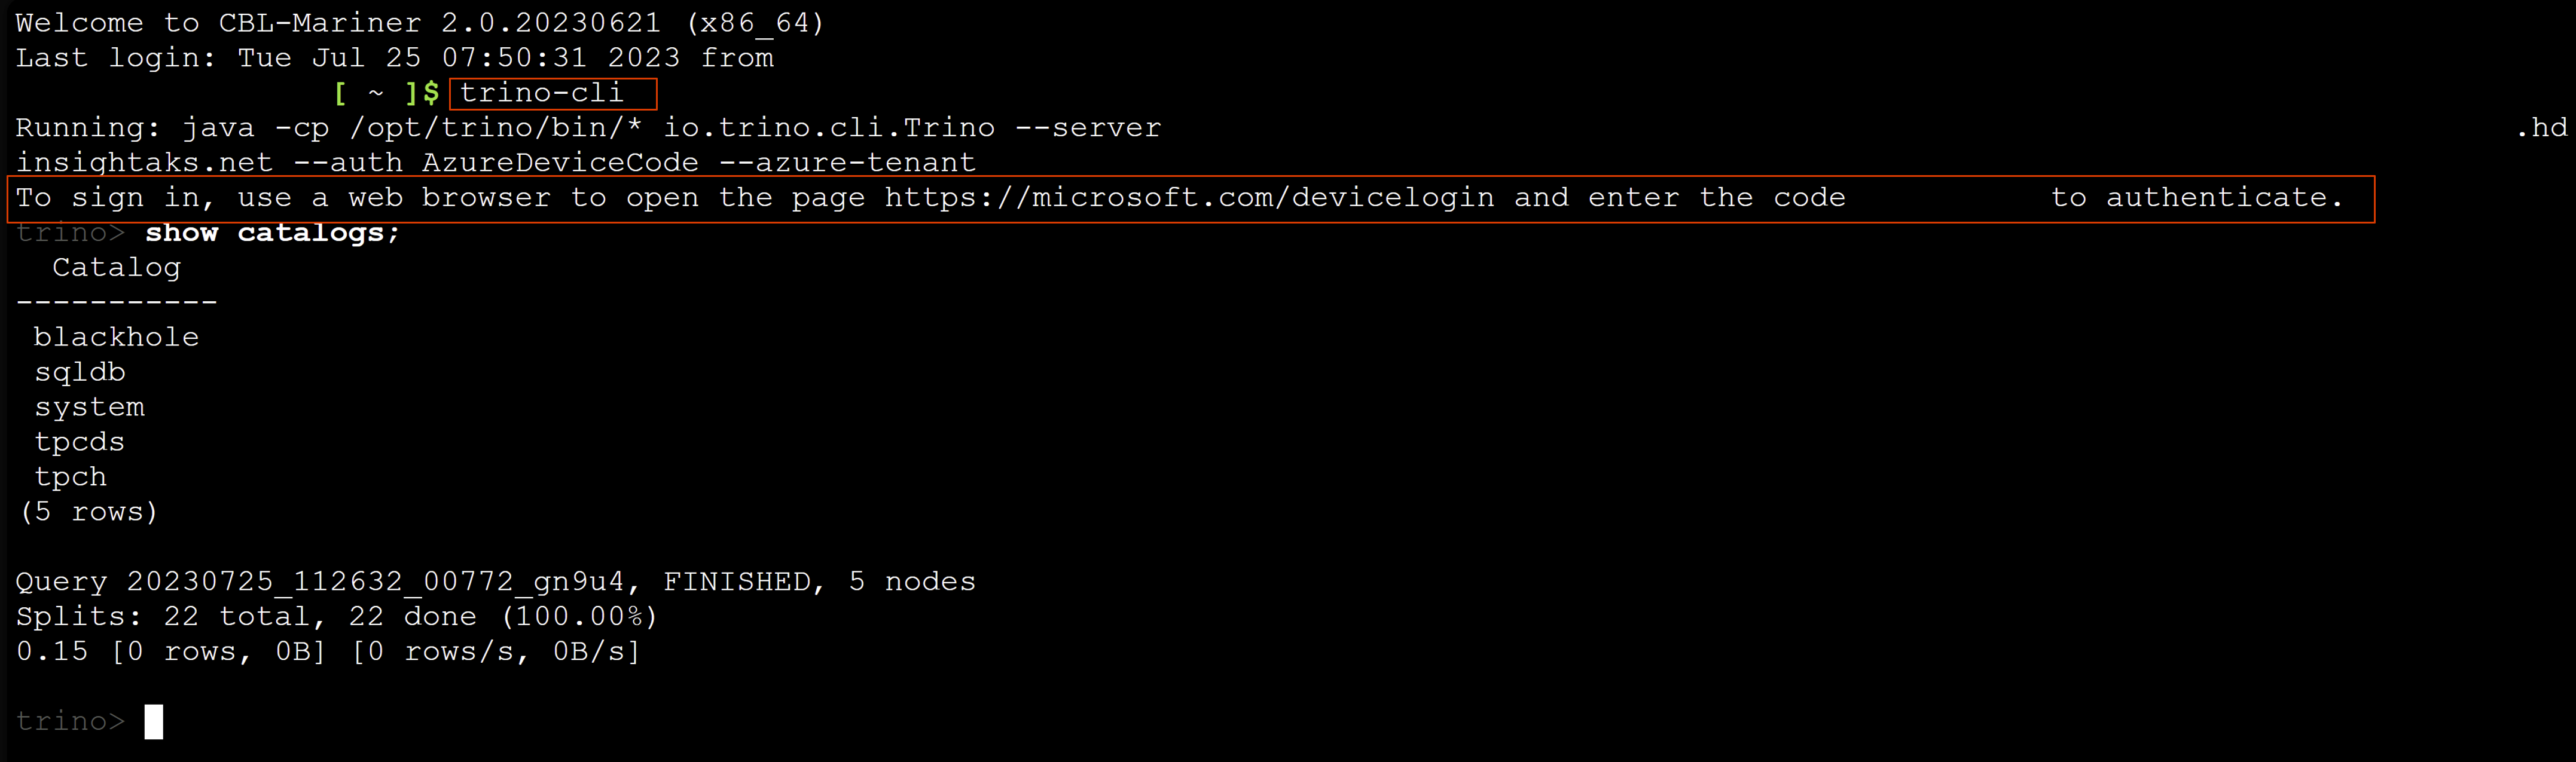 Welcome to CBL-Mariner 2.0.20230621 (x86_64)
Last login: Tue Jul 25 07:50:31 2023 from
[ ~ ]$ trino-cli
Running: java -cp /opt/trino/bin/* io.trino.cli.Trino --server .hd
insightaks.net --auth AzureDeviceCode --azure-tenant
To sign in, use a web browser to open the page https://microsoft.com/devicelogin and enter the code to authenticate.
trino> show catalogs;
Catalog
-----------
blackhole
sqldb
system
tpcds
tpch
(5 rows)
Query 20230725_112632_00772_gn9u4, FINISHED, 5 nodes
Splits: 22 total, 22 done (100.00%)
0.15 [0 rows, 0B] [0 rows/s, 0B/s]
trino>